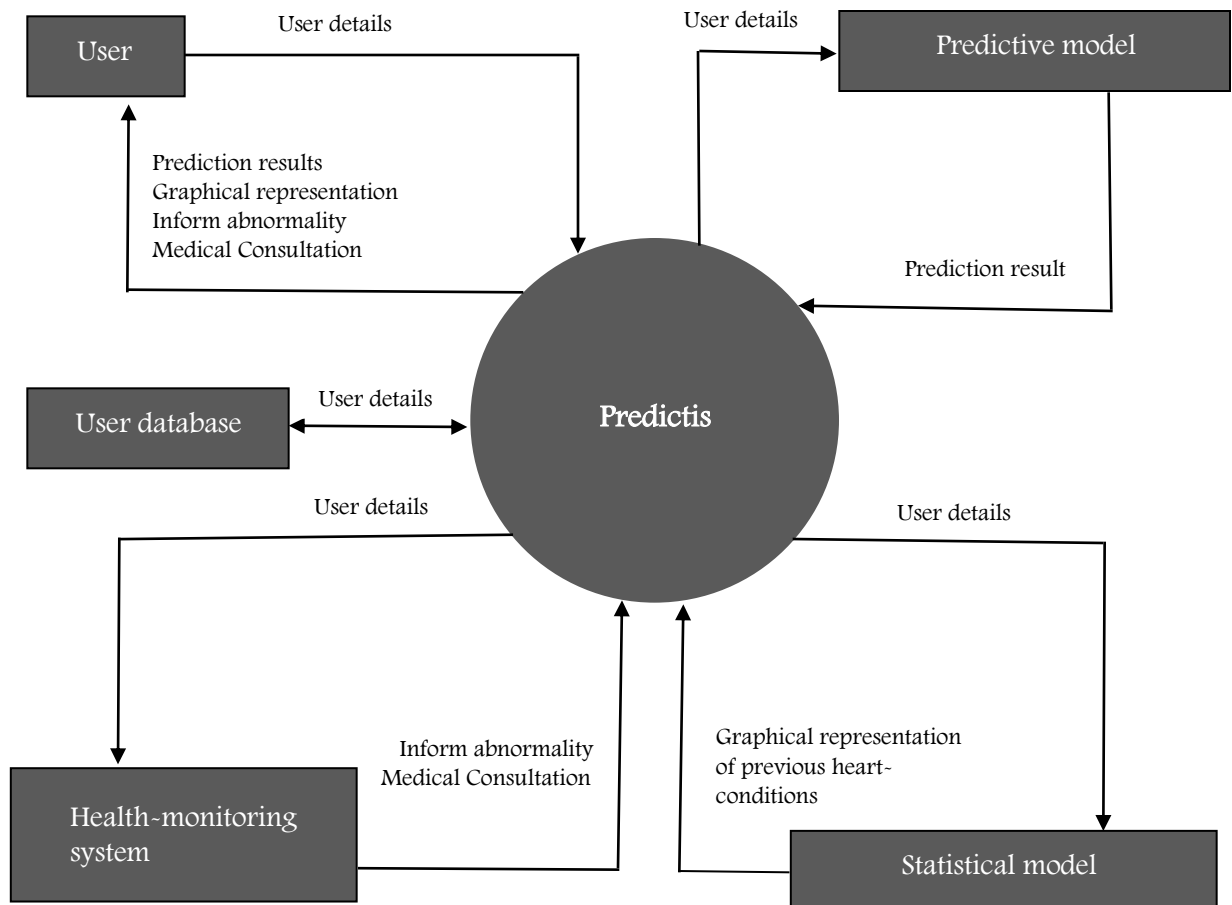 User details
User
User details
Predictive model
Prediction results
Graphical representation
Inform abnormality
Medical Consultation
Prediction result
User details
User database
Predictis
User details
User details
Inform abnormality
Medical Consultation
Graphical representation
of previous heart-
conditions
Health-monitoring
system
Statistical model